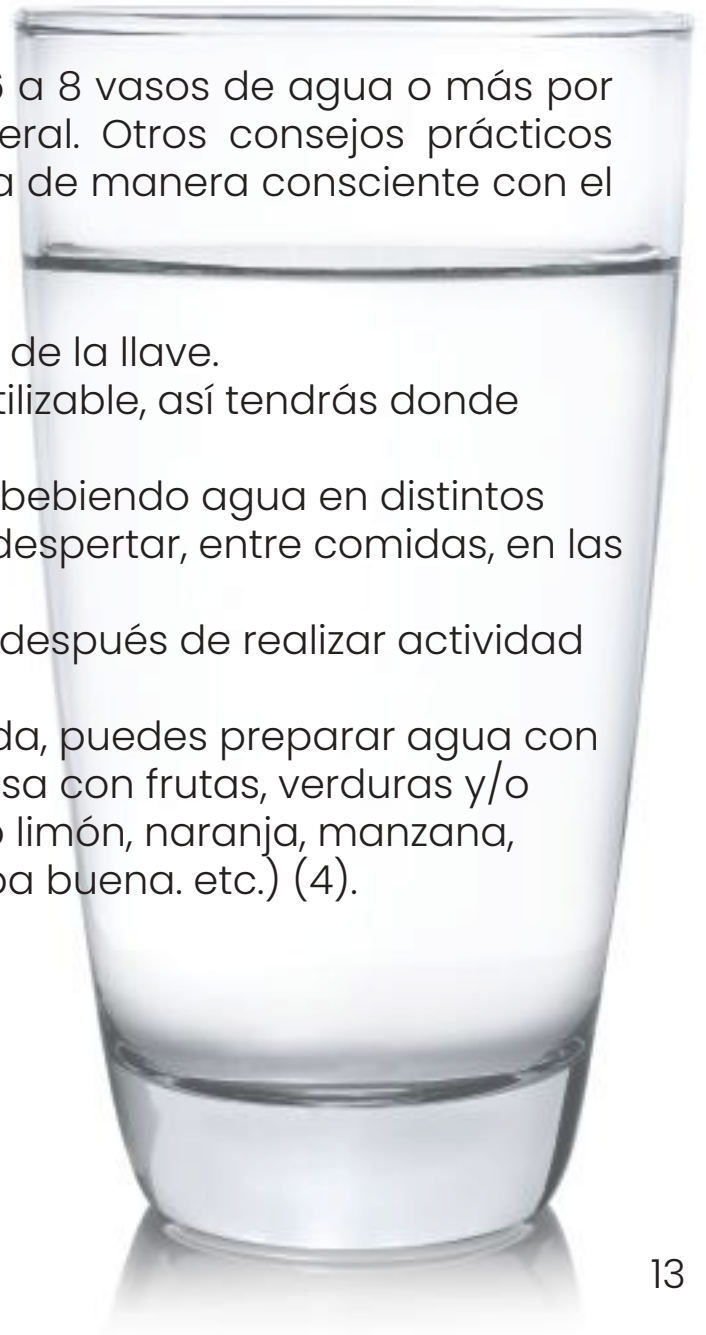 6 a 8 vasos de agua o más por
eral. Otros consejos prácticos
a de manera consciente con el
de la llave.
tilizable, así tendrás donde
bebiendo agua en distintos
despertar, entre comidas, en las
después de realizar actividad
da, puedes preparar agua con
sa con frutas, verduras y/o
o limón, naranja, manzana,
ba buena. etc.) (4).
13